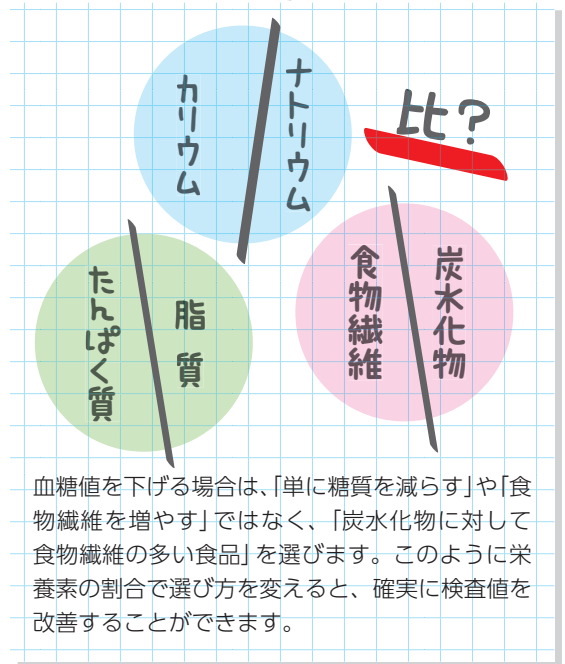 比?
ナトリウム
カリウム
炭水化物
食物繊維
脂質
たんぱく質
血糖値を下げる場合は、「単に糖質を減らす」や「食
物繊維を増やす」ではなく、「炭水化物に対して
食物繊維の多い食品」を選びます。このように栄
養素の割合で選び方を変えると、確実に検査値を
改善することができます。